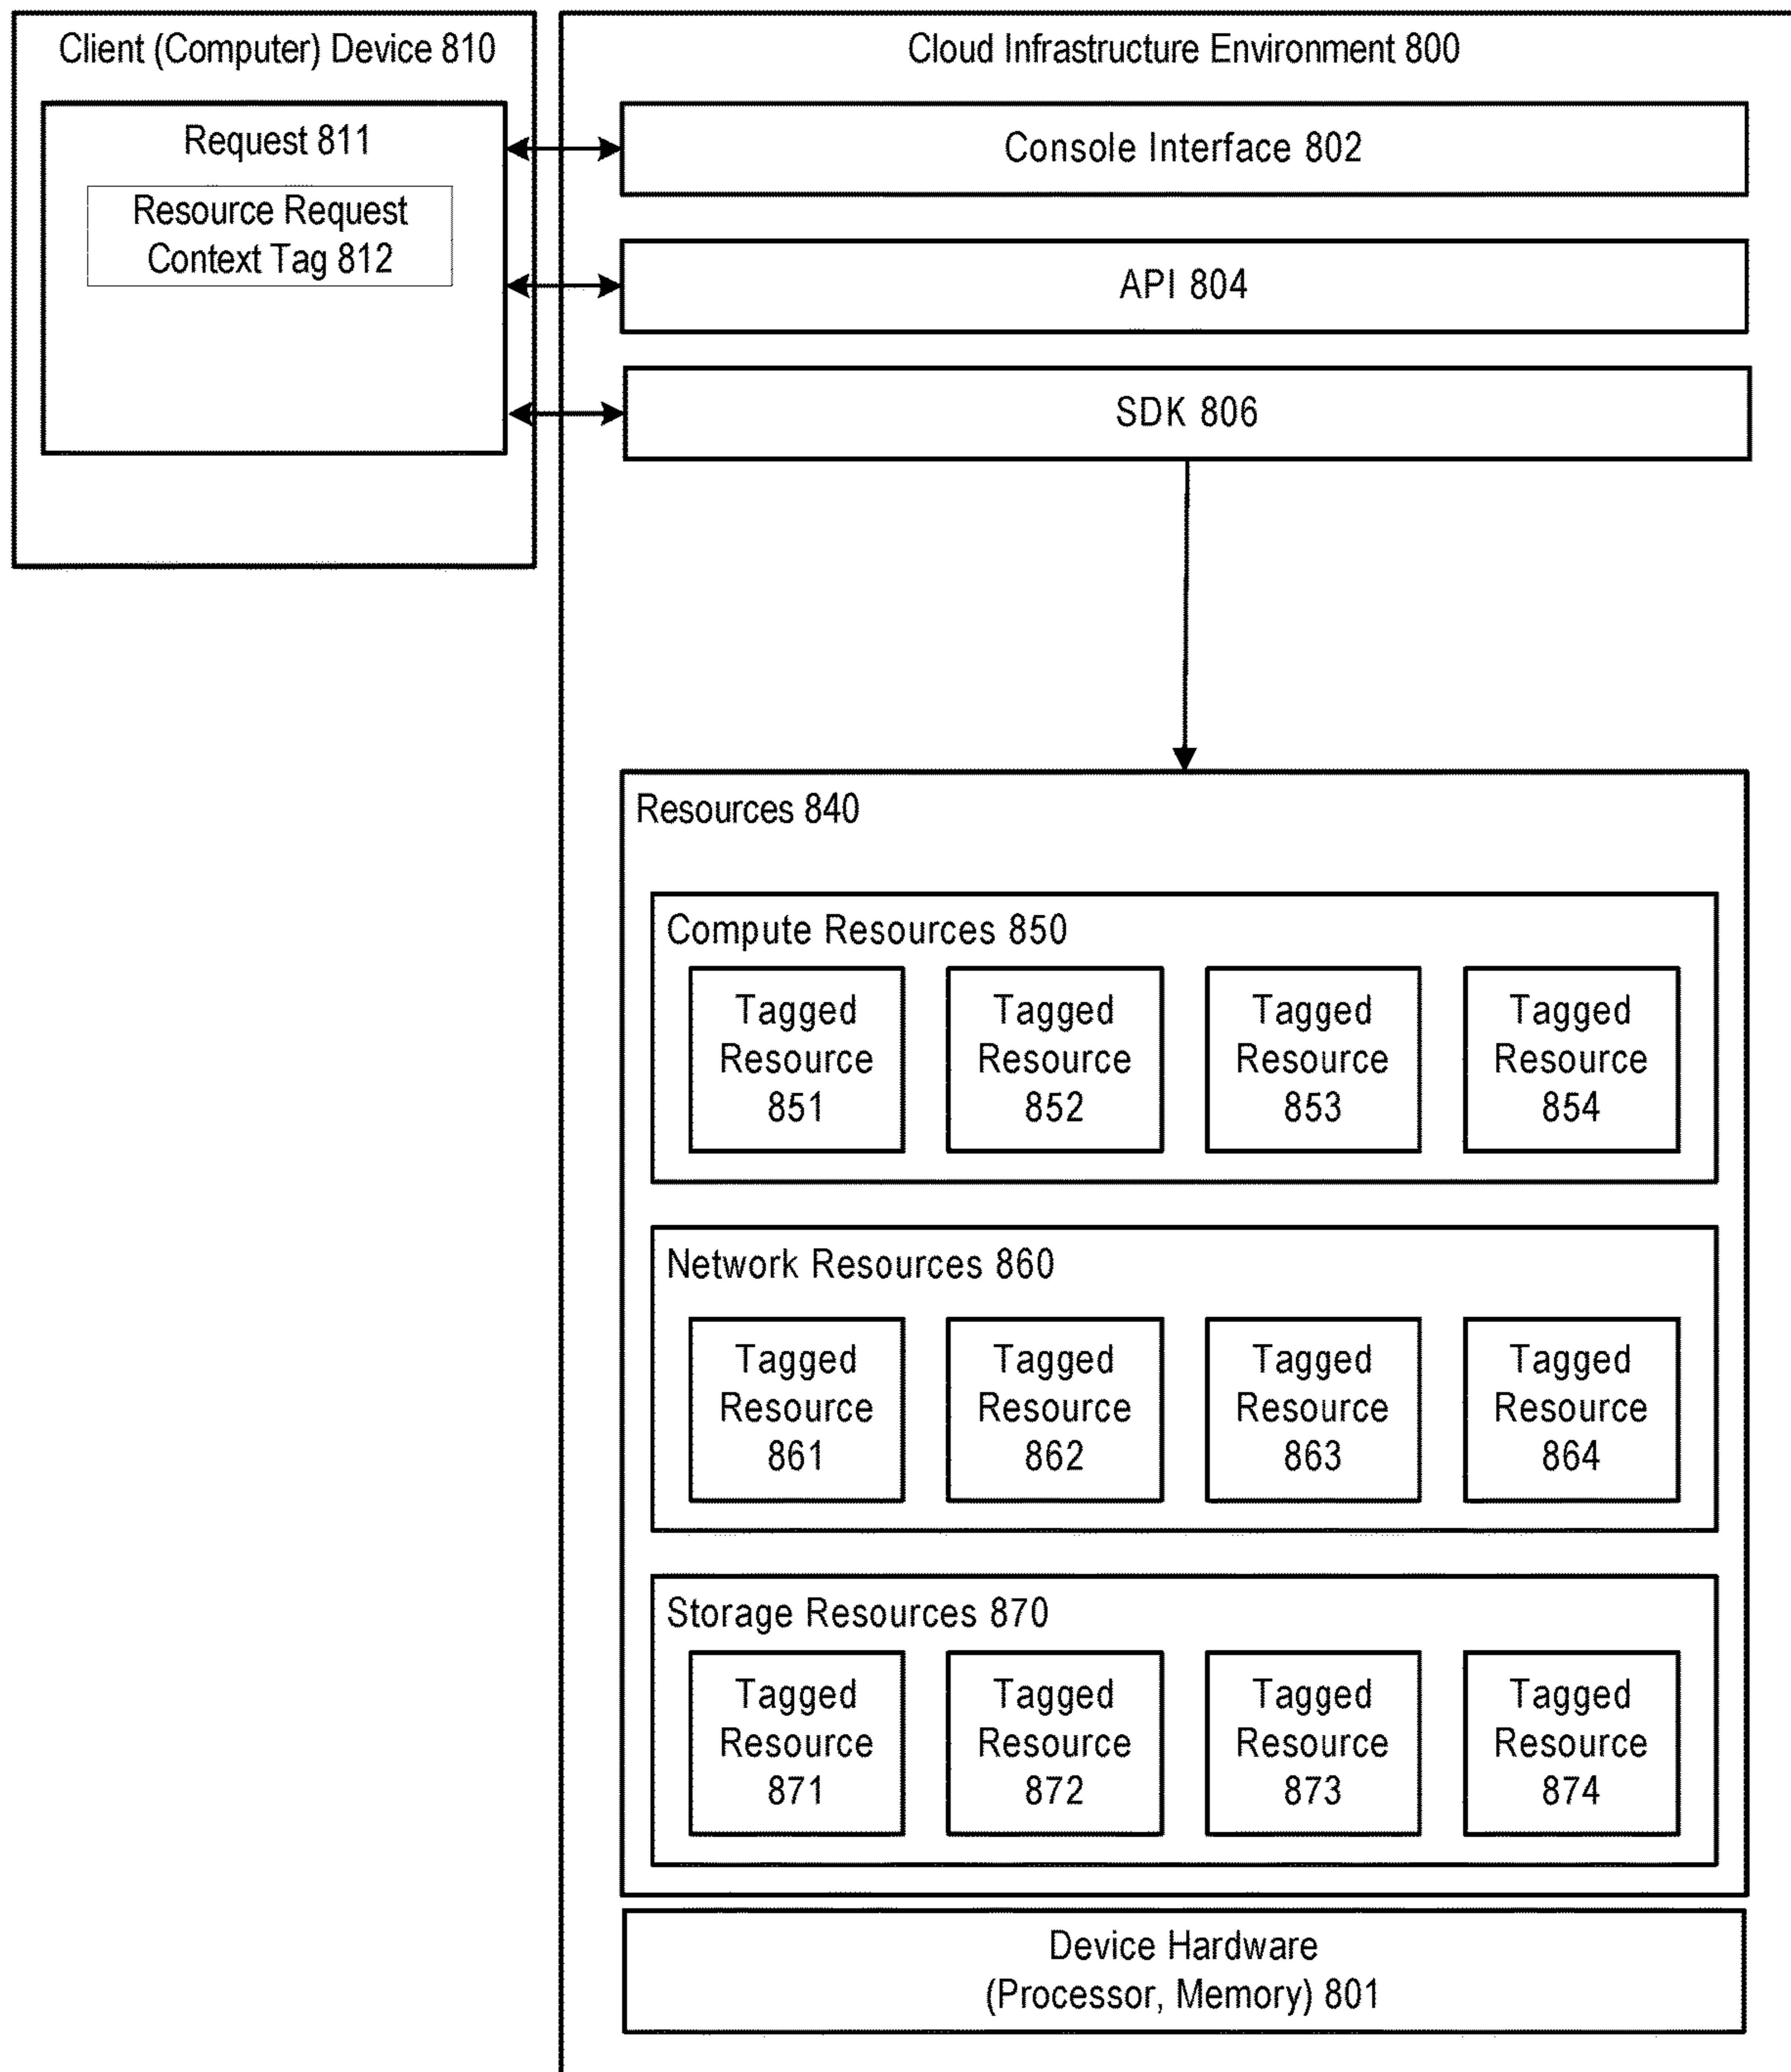 Client (Computer) Device 810
Request 811
Resource Request
Context Tag 812
Cloud Infrastructure Environment 800
Console Interface 802
API 804
SDK 806
Resources 840
Compute Resources 850
Tagged
Resource
851
Tagged
Resource
852
Tagged
Resource
853
Tagged
Resource
854
Network Resources 860
Tagged
Resource
861
Tagged
Resource
862
Tagged
Resource
863
Tagged
Resource
864
Storage Resources 870
Tagged
Resource
871
Tagged
Resource
872
Tagged
Resource
873
Tagged
Resource
874
Device Hardware
(Processor, Memory) 801